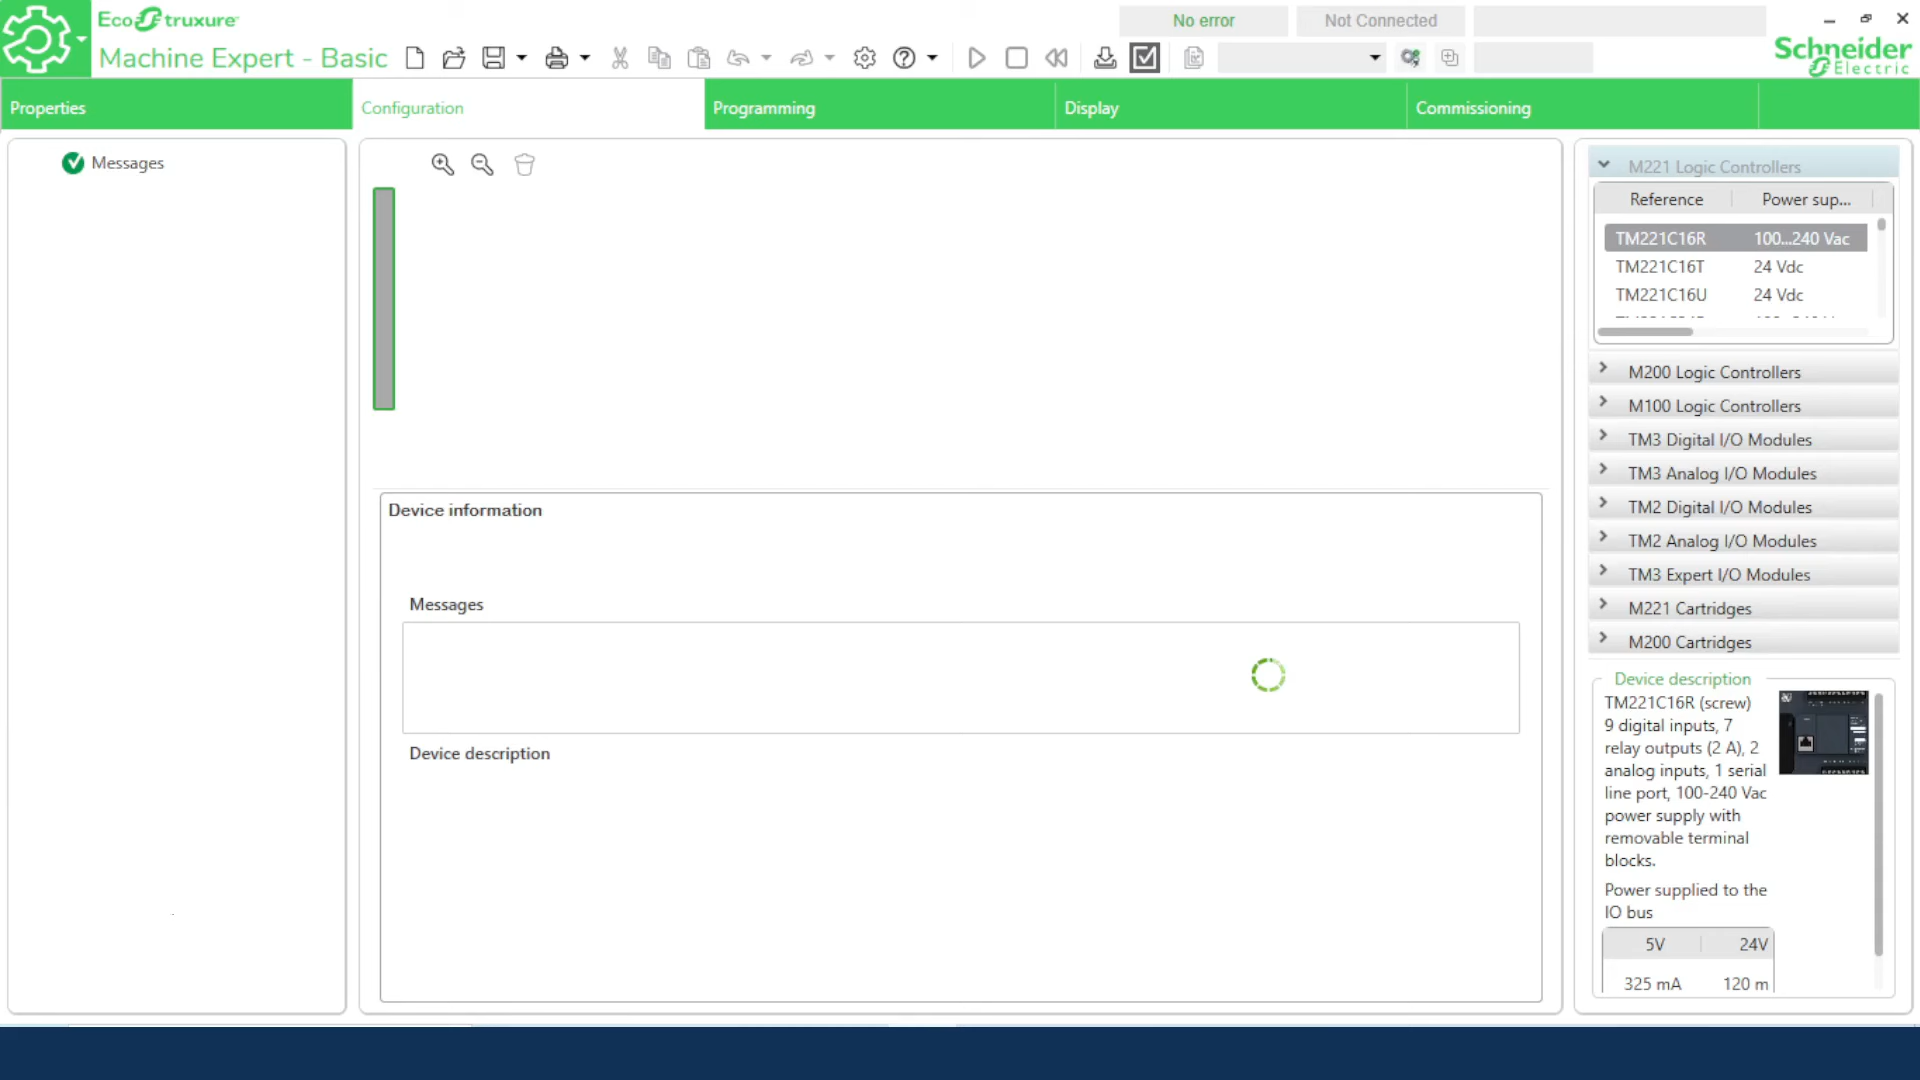 EcoStruxure
Machine Expert - Basic
No error
Not Connected
Schneider
Electric
Properties
Configuration
Programming
Display
Commissioning
Messages
Device information
Messages
Device description
M221 Logic Controllers
Reference Power sup...
TM221C16R 100...240 Vac
TM221C16T 24 Vdc
TM221C16U 24 Vdc
M200 Logic Controllers
M100 Logic Controllers
TM3 Digital I/O Modules
TM3 Analog I/O Modules
TM2 Digital I/O Modules
TM2 Analog I/O Modules
TM3 Expert I/O Modules
M221 Cartridges
M200 Cartridges
Device description
TM221C16R (screw)
9 digital inputs, 7
relay outputs (2 A), 2
analog inputs, 1 serial
line port, 100-240 Vac
power supply with
removable terminal
blocks.
Power supplied to the
IO bus
5V 24V
325 mA 120 m